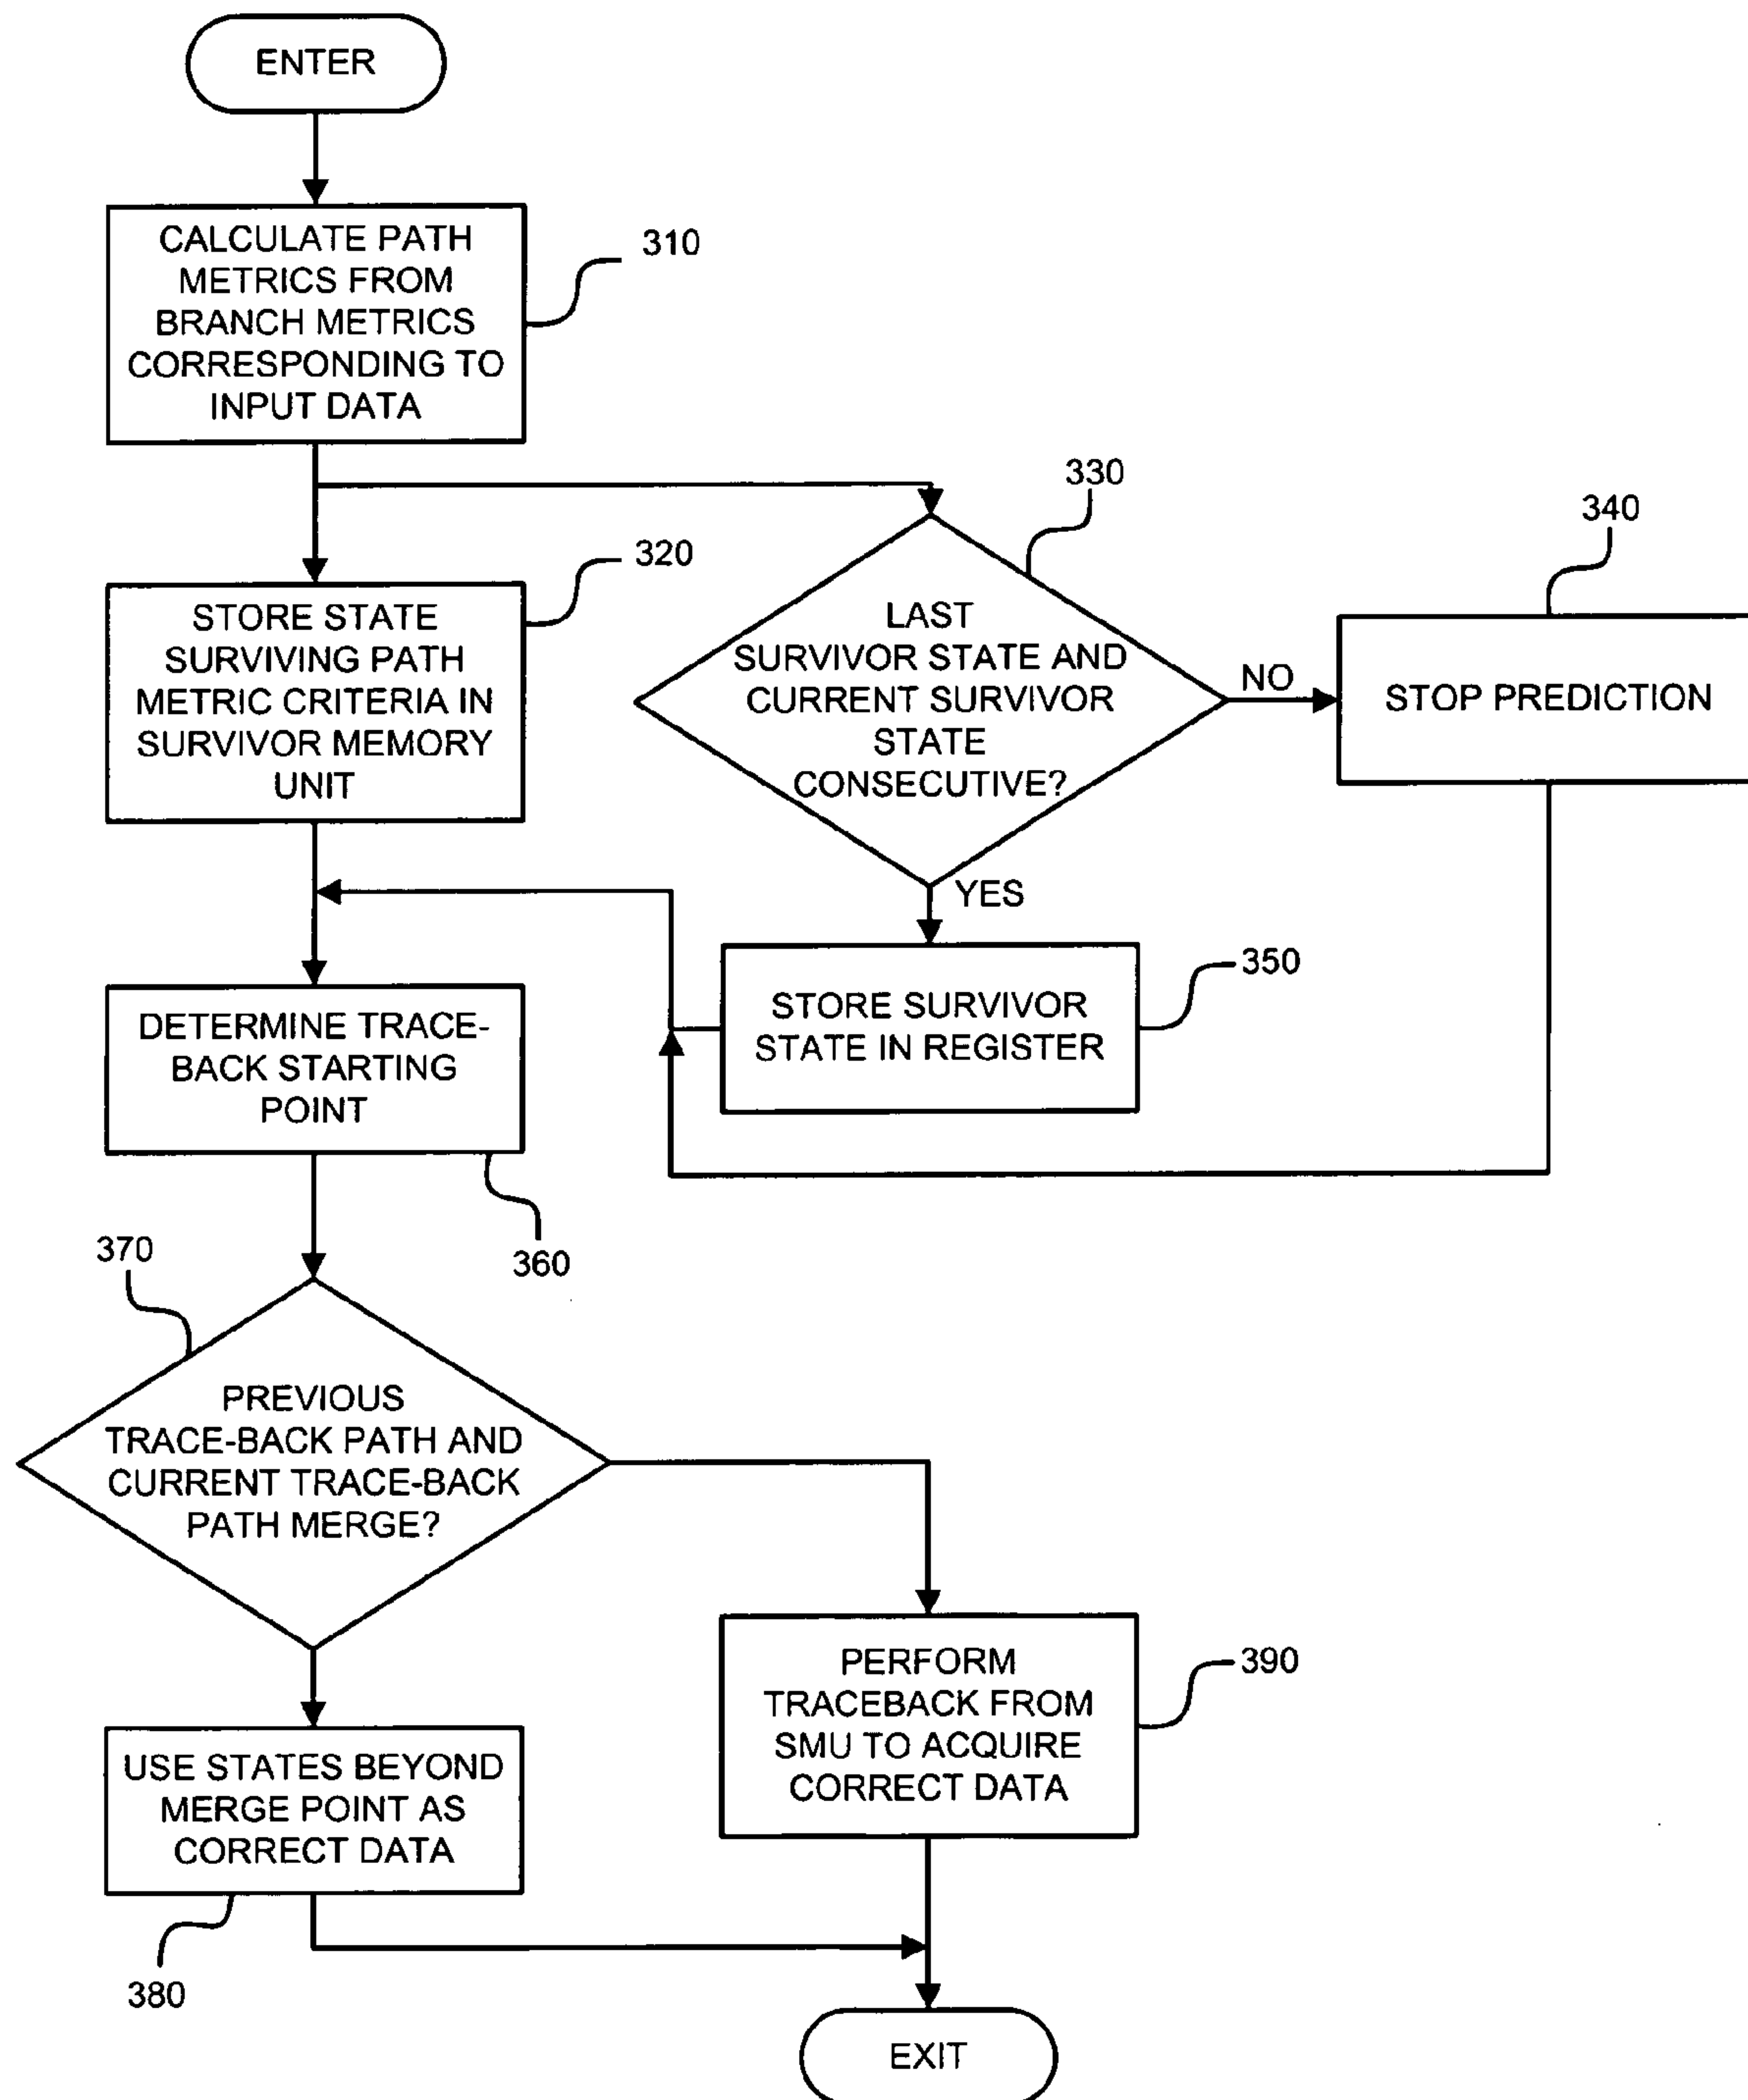 ENTER
CALCULATE PATH
METRICS FROM
BRANCH METRICS
CORRESPONDING TO
INPUT DATA
310
STORE STATE
SURVIVING PATH
METRIC CRITERIA IN
SURVIVOR MEMORY
UNIT
320
330
LAST
SURVIVOR STATE AND
CURRENT SURVIVOR
STATE
CONSECUTIVE?
NO
340
STOP PREDICTION
YES
STORE SURVIVOR
STATE IN REGISTER
350
DETERMINE TRACE-
BACK STARTING
POINT
360
370
PREVIOUS
TRACE-BACK PATH AND
CURRENT TRACE-BACK
PATH MERGE?
USE STATES BEYOND
MERGE POINT AS
CORRECT DATA
380
PERFORM
TRACEBACK FROM
SMU TO ACQUIRE
CORRECT DATA
390
EXIT